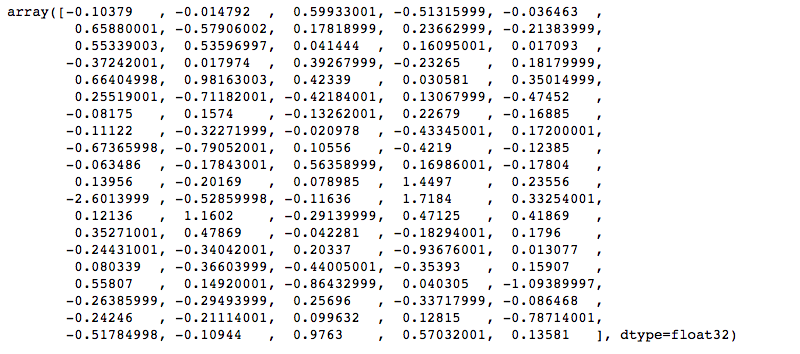 array([-0.10379   , -0.014792  ,  0.59933001, -0.51315999, -0.036463  ,
        0.65880001, -0.57906002,  0.17818999,  0.23662999, -0.21383999,
        0.55339003,  0.53596997,  0.041444  ,  0.16095001,  0.017093  ,
       -0.37242001,  0.017974  ,  0.39267999, -0.23265   ,  0.18179999,
        0.66404998,  0.98163003,  0.42339   ,  0.030581  ,  0.35014999,
        0.25519001, -0.71182001, -0.42184001,  0.13067999, -0.47452   ,
       -0.08175   ,  0.1574    , -0.13262001,  0.22679   , -0.16885   ,
       -0.11122   , -0.32271999, -0.020978  , -0.43345001,  0.17200001,
       -0.67365998, -0.79052001,  0.10556   , -0.4219    , -0.12385   ,
       -0.063486  , -0.17843001,  0.56358999,  0.16986001, -0.17804   ,
        0.13956   , -0.20169   ,  0.078985  ,  1.4497    ,  0.23556   ,
       -2.6013999 , -0.52859998, -0.11636   ,  1.7184    ,  0.33254001,
        0.12136   ,  1.1602    , -0.29139999,  0.47125   ,  0.41869   ,
        0.35271001,  0.47869   , -0.042281  , -0.18294001,  0.1796    ,
       -0.24431001, -0.34042001,  0.20337   , -0.93676001,  0.013077  ,
        0.080339  , -0.36603999, -0.44005001, -0.35393   ,  0.15907   ,
        0.55807   ,  0.14920001, -0.86432999,  0.040305  , -1.09389997,
       -0.26385999, -0.29493999,  0.25696   , -0.33717999, -0.086468  ,
       -0.24246   , -0.21114001,  0.099632  ,  0.12815   , -0.78714001,
       -0.51784998, -0.10944   ,  0.9763    ,  0.57032001,  0.13581   ], dtype=float32)